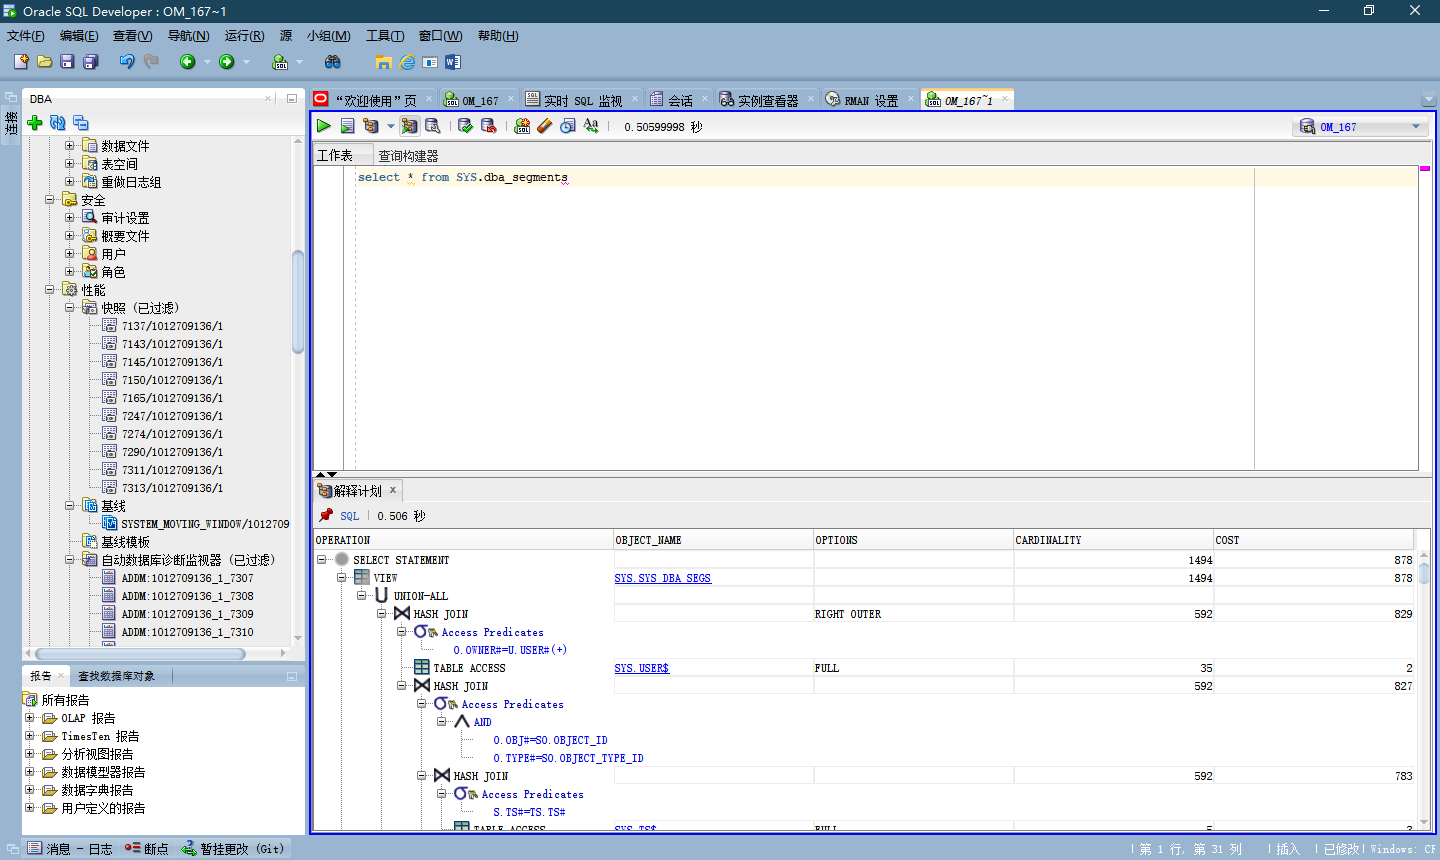 Oracle SQL Developer : OM_167~1
文件(F) 编辑(E) 查看(V) 导航(N) 运行(R) 源 小组(M) 工具(T) 窗口(W) 帮助(H)
连接
DBA
数据文件
表空间
重做日志组
安全
审计设置
概要文件
用户
角色
性能
快照 (已过滤)
7137/1012709136/1
7143/1012709136/1
7145/1012709136/1
7150/1012709136/1
7165/1012709136/1
7247/1012709136/1
7274/1012709136/1
7290/1012709136/1
7311/1012709136/1
7313/1012709136/1
基线
SYSTEM_MOVING_WINDOW/1012709
基线模板
自动数据库诊断监视器 (已过滤)
ADDM:1012709136_1_7307
ADDM:1012709136_1_7308
ADDM:1012709136_1_7309
ADDM:1012709136_1_7310
报告 查找数据库对象
所有报告
OLAP 报告
TimesTen 报告
分析视图报告
数据模型器报告
数据字典报告
用户定义的报告
“欢迎使用”页 OM_167 实时 SQL 监视 会话 实例查看器 RMAN 设置 OM_167~1
0.50599998 秒 OM_167
工作表 查询构建器
select * from SYS.dba_segments
解释计划
SQL 0.506 秒
OPERATION OBJECT_NAME OPTIONS CARDINALITY COST
SELECT STATEMENT 1494 878
VIEW SYS.SYS_DBA_SEGS 1494 878
UNION-ALL
HASH JOIN RIGHT OUTER 592 829
Access Predicates
O.OWNER#=U.USER#(+)
TABLE ACCESS SYS.USER$ FULL 35 2
HASH JOIN 592 827
Access Predicates
AND
O.OBJ#=SO.OBJECT_ID
O.TYPE#=SO.OBJECT_TYPE_ID
HASH JOIN 592 783
Access Predicates
S.TS#=TS.TS#
TABLE ACCESS SYS.TS$ FULL 5 3
消息 - 日志 断点 暂挂更改 (Git) 第 1 行, 第 31 列 插入 已修改 Windows: CF